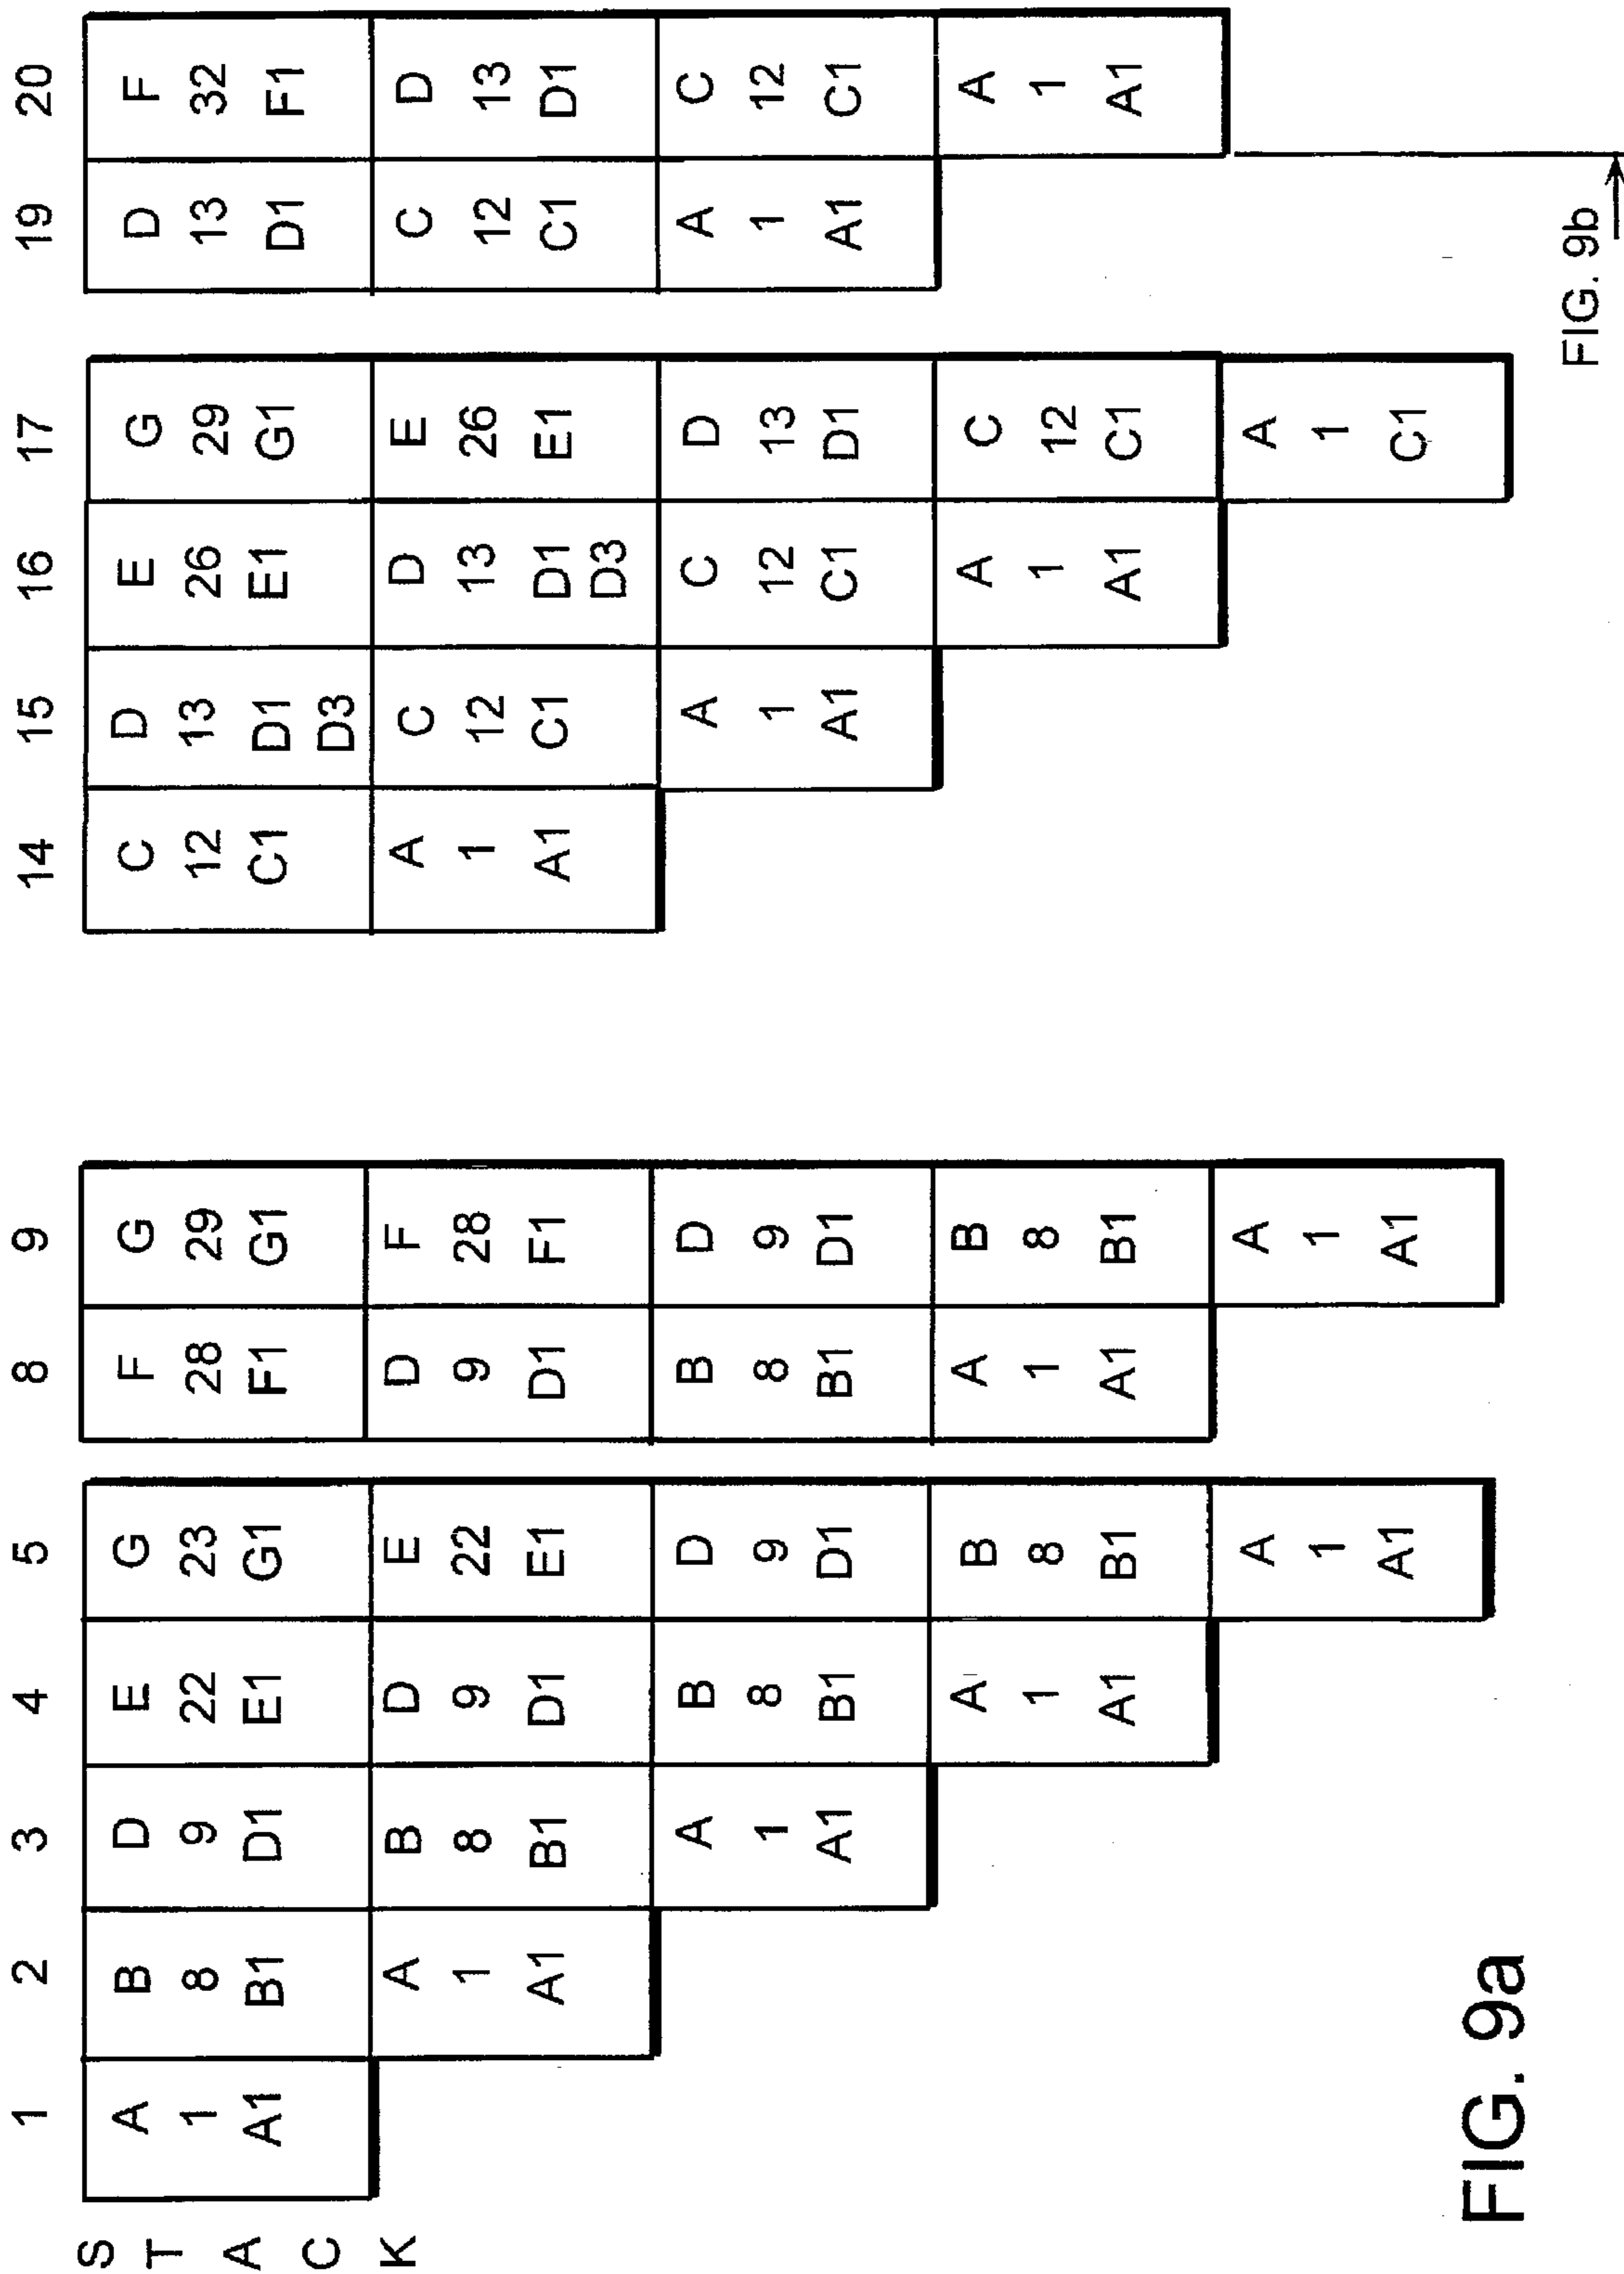 1 2 3 4 5 8 9 14 15 16 17 19 20
S T A C K
A B D E G F G C D E G D F
1 8 9 22 23 28 29 12 13 26 29 13 32
A1 B1 D1 E1 G1 F1 G1 C1 D1 E1 G1 D1 F1
D3
A B D E D F A C D E C D
1 8 9 22 9 28 1 12 13 26 12 13
A1 B1 D1 E1 D1 F1 A1 C1 D1 E1 C1 D1
D3
A B D B D A C D A C
1 8 9 8 9 1 12 13 1 12
A1 B1 D1 B1 D1 A1 C1 D1 A1 C1
A B A B A C A
1 8 1 8 1 12 1
A1 B1 A1 B1 A1 C1 A1
A A A
1 1 1
A1 A1 C1
FIG. 9a
FIG. 9b